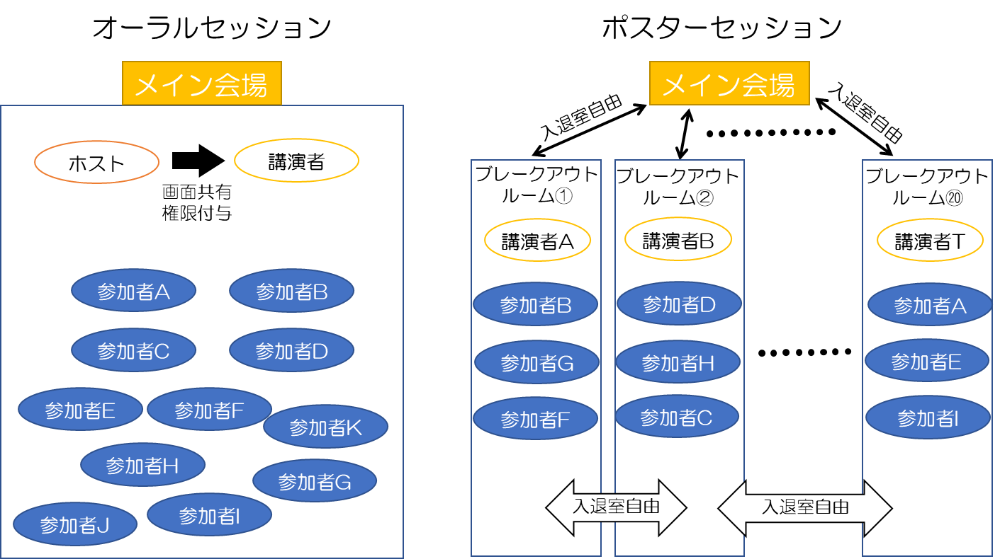 オーラルセッション
メイン会場
ホスト
講演者
画面共有
権限付与
参加者A
参加者B
参加者C
参加者D
参加者E
参加者F
参加者K
参加者H
参加者G
参加者I
参加者J
ポスターセッション
メイン会場
入退室自由
入退室自由
ブレークアウト
ルーム①
講演者A
参加者B
参加者G
参加者F
ブレークアウト
ルーム②
講演者B
参加者D
参加者H
参加者C
ブレークアウト
ルーム⑳
講演者T
参加者A
参加者E
参加者I
入退室自由
入退室自由